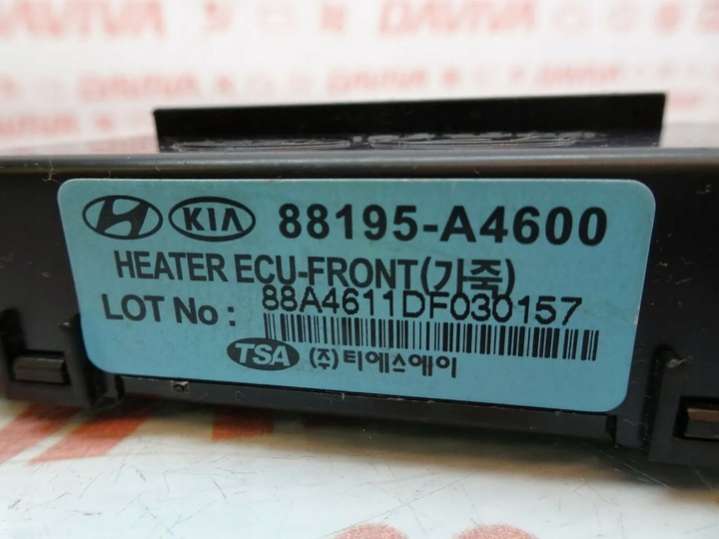 KIA 88195-A4600
HEATER ECU-FRONT(가죽)
LOT No : 88A4611DF030157
TSA (주)티에스에이